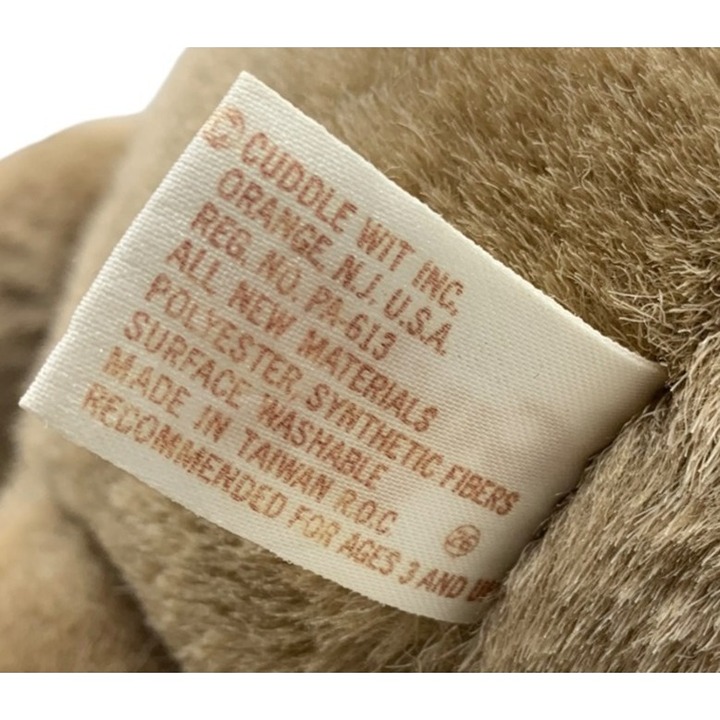 © CUDDLE WIT INC.
ORANGE, N.J. U.S.A.
REG. NO. PA-613
ALL NEW MATERIALS
POLYESTER, SYNTHETIC FIBERS
SURFACE WASHABLE
MADE IN TAIWAN R.O.C
RECOMMENDED FOR AGES 3 AND